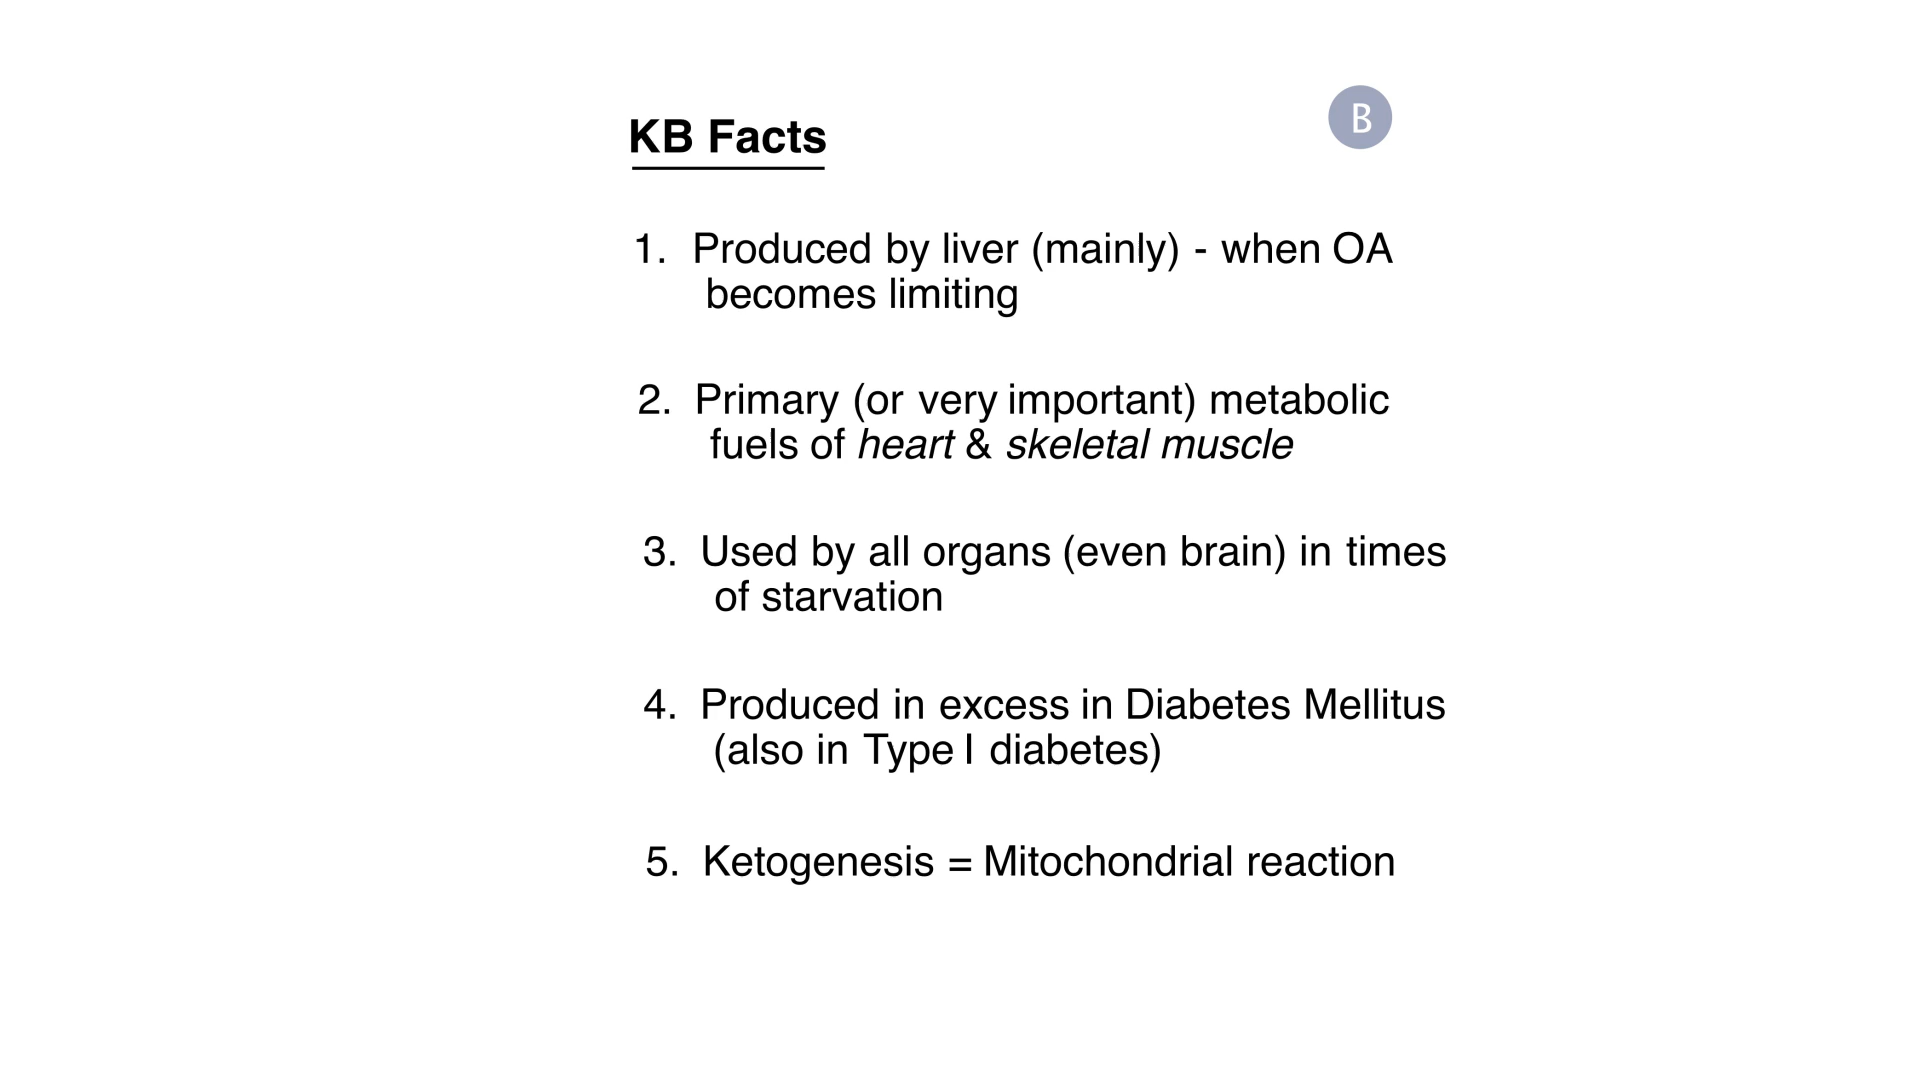 KB Facts
B
1. Produced by liver (mainly) - when OA
becomes limiting
2. Primary (or very important) metabolic
fuels of heart & skeletal muscle
3. Used by all organs (even brain) in times
of starvation
4. Produced in excess in Diabetes Mellitus
(also in Type I diabetes)
5. Ketogenesis = Mitochondrial reaction